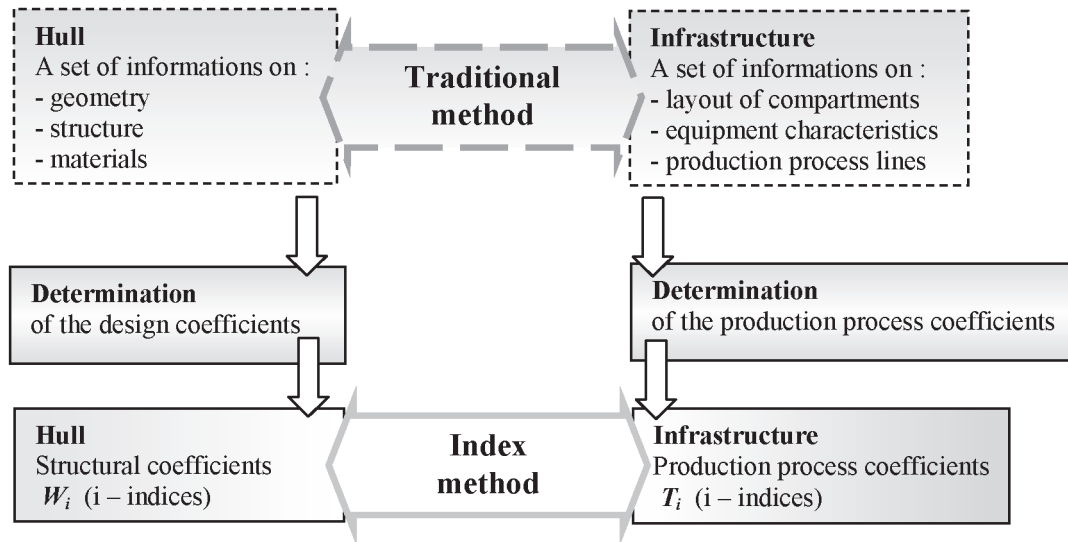 Hull
A set of informations on :
- geometry
- structure
- materials
Traditional
method
Infrastructure
A set of informations on :
- layout of compartments
- equipment characteristics
- production process lines
Determination
of the design coefficients
Determination
of the production process coefficients
Hull
Structural coefficients
Wi (i – indices)
Index
method
Infrastructure
Production process coefficients
Ti (i – indices)